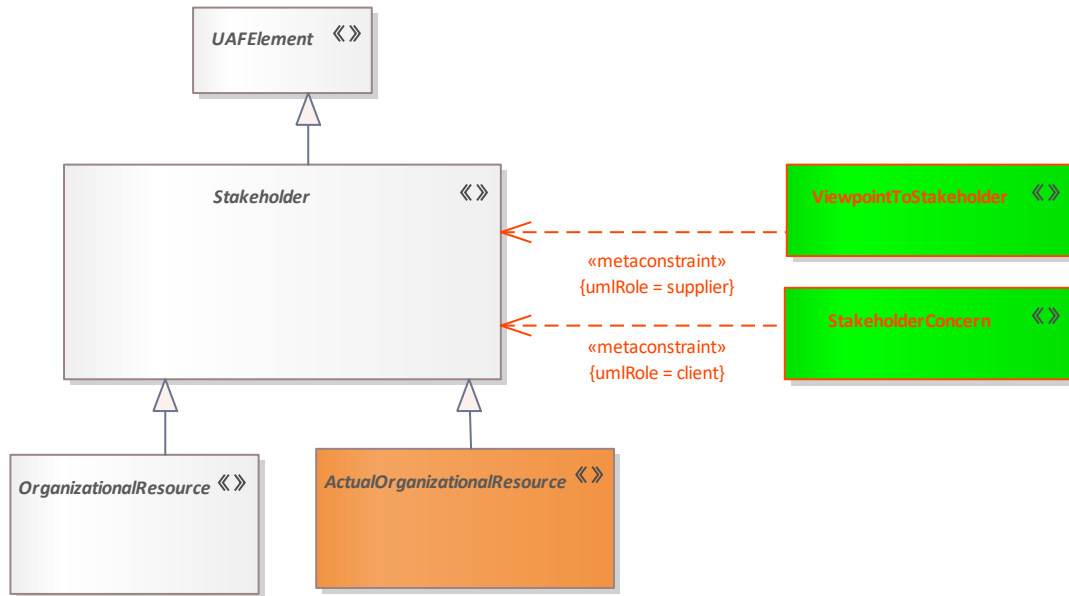 UAFElement «»
Stakeholder «»
ViewpointToStakeholder «»
«metaconstraint»
{umlRole = supplier}
StakeholderConcern «»
«metaconstraint»
{umlRole = client}
OrganizationalResource «»
ActualOrganizationalResource «»